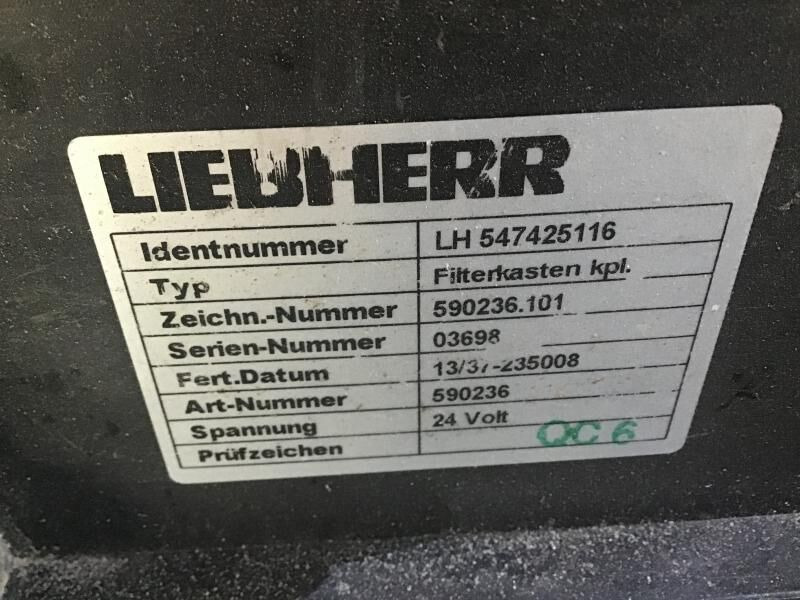 LIEBHERR
Identnummer LH 547425116
Typ Filterkasten kpl.
Zeichn.-Nummer 590236.101
Serien-Nummer 03698
Fert.Datum 13/37-235008
Art-Nummer 590236
Spannung 24 Volt
Prüfzeichen QC 6